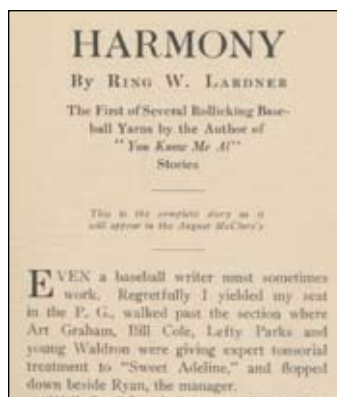 HARMONY
By Ring W. Lardner
The First of Several Rollicking Base-
ball Yarns by the Author of
"You Know Me Al"
Stories
This is the complete story as it
will appear in the August McClure's
EVEN a baseball writer must sometimes
work. Regretfully I yielded my seat
in the P. G., walked past the section where
Art Graham, Bill Cole, Lefty Parks and
young Waldron were giving expert tonsorial
treatment to "Sweet Adeline," and flopped
down beside Ryan, the manager.